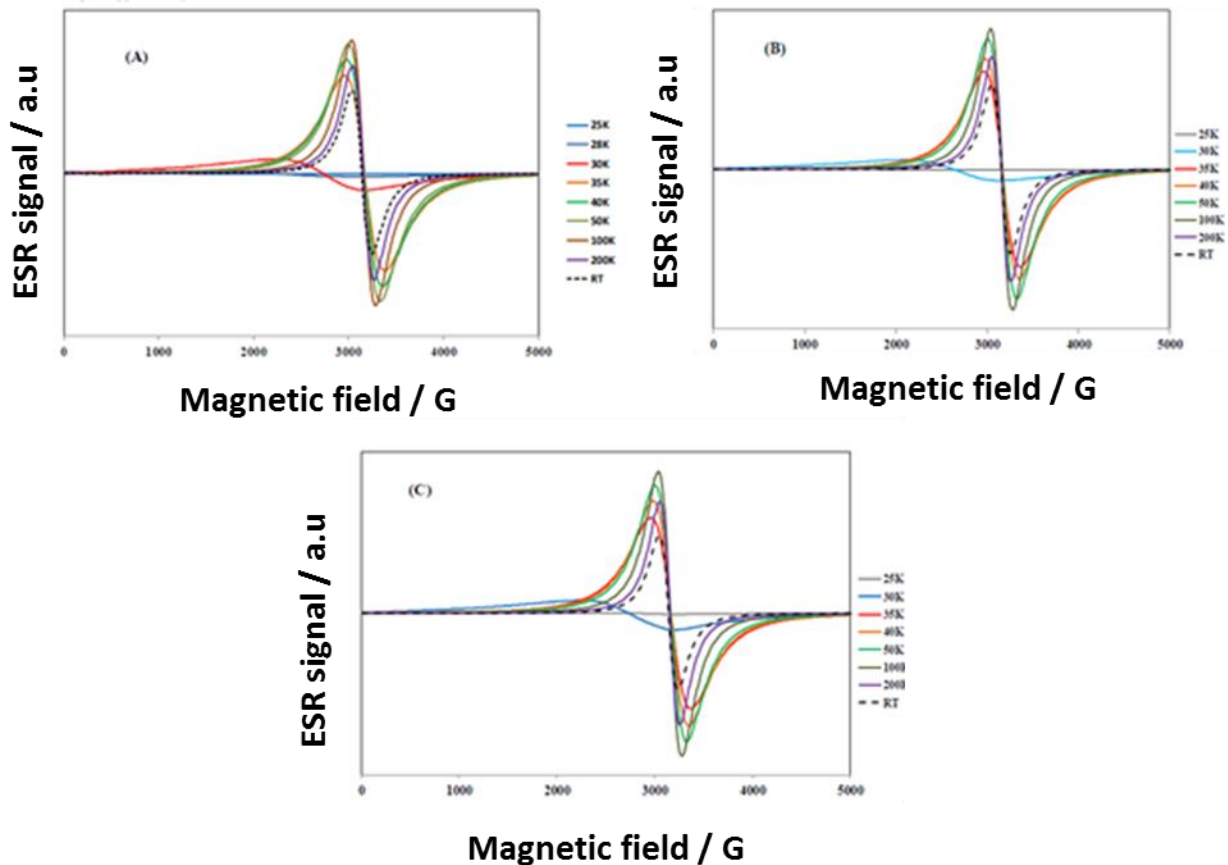 (A)
ESR signal / a.u
25K
28K
30K
35K
40K
50K
100K
200K
RT
0 1000 2000 3000 4000 5000
Magnetic field / G
(B)
ESR signal / a.u
25K
30K
35K
40K
50K
100K
200K
RT
0 1000 2000 3000 4000 5000
Magnetic field / G
(C)
ESR signal / a.u
25K
30K
35K
40K
50K
100K
200K
RT
0 1000 2000 3000 4000 5000
Magnetic field / G